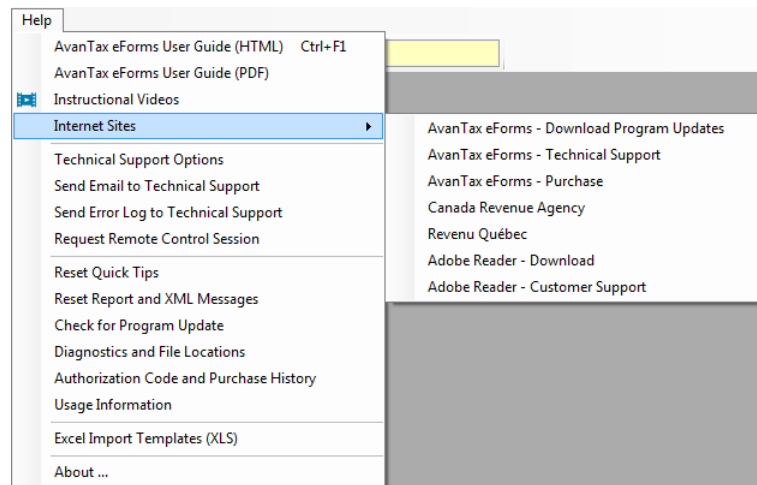 Help
AvanTax eForms User Guide (HTML) Ctrl+F1
AvanTax eForms User Guide (PDF)
Instructional Videos
Internet Sites
Technical Support Options
Send Email to Technical Support
Send Error Log to Technical Support
Request Remote Control Session
Reset Quick Tips
Reset Report and XML Messages
Check for Program Update
Diagnostics and File Locations
Authorization Code and Purchase History
Usage Information
Excel Import Templates (XLS)
About ...
AvanTax eForms - Download Program Updates
AvanTax eForms - Technical Support
AvanTax eForms - Purchase
Canada Revenue Agency
Revenu Québec
Adobe Reader - Download
Adobe Reader - Customer Support